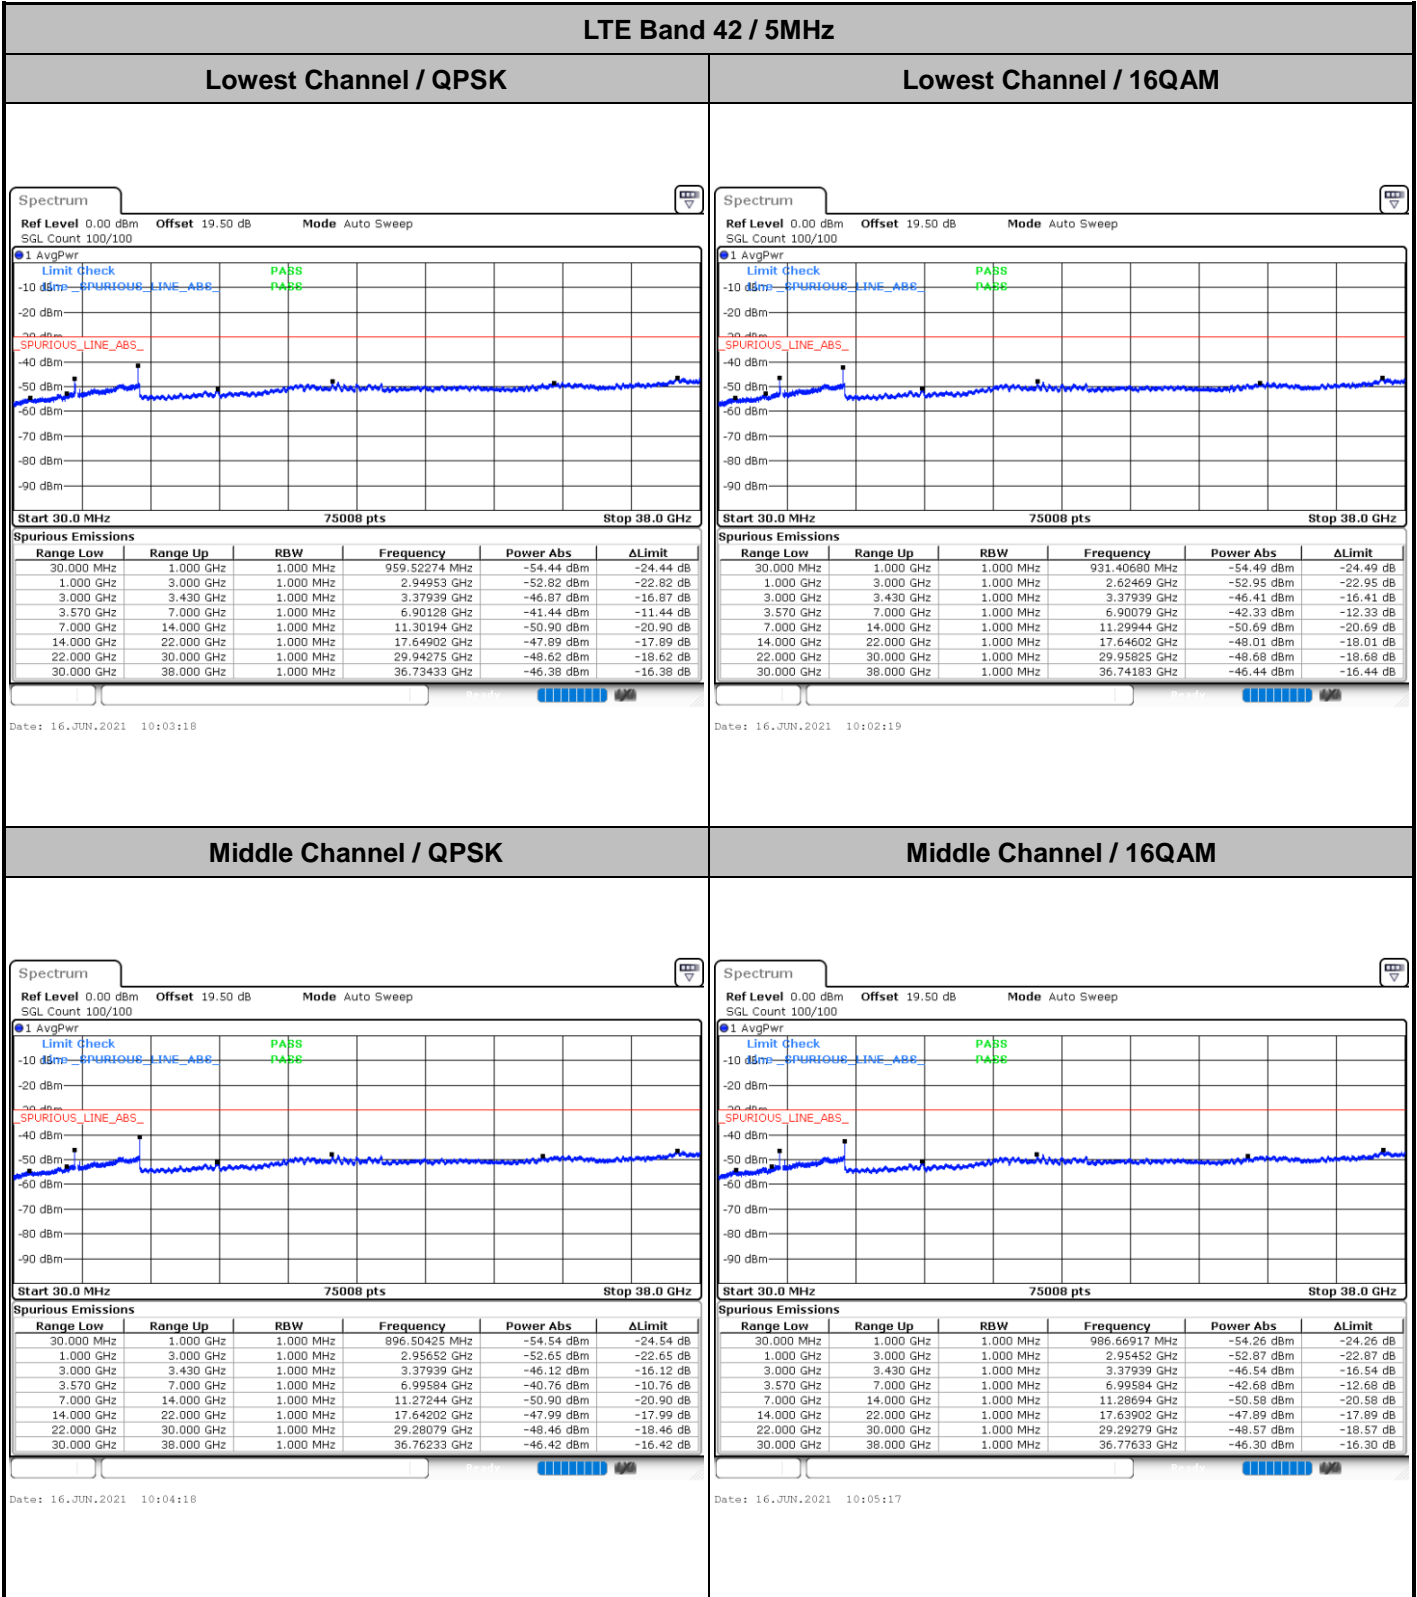 LTE Band 42 / 5MHz
Lowest Channel / QPSK
Lowest Channel / 16QAM
Spectrum
Ref Level 0.00 dBm Offset 19.50 dB Mode Auto Sweep
SGL Count 100/100
1 AvgPwr
Limit Check PASS
-10 dBm Line _SPURIOUS_LINE_ABS_ PASS
-20 dBm
-30 dBm
_SPURIOUS_LINE_ABS_
-40 dBm
-50 dBm
-60 dBm
-70 dBm
-80 dBm
-90 dBm
Start 30.0 MHz 75008 pts Stop 38.0 GHz
Spurious Emissions
Range Low Range Up RBW Frequency Power Abs ΔLimit
30.000 MHz 1.000 GHz 1.000 MHz 959.52274 MHz -54.44 dBm -24.44 dB
1.000 GHz 3.000 GHz 1.000 MHz 2.94953 GHz -52.82 dBm -22.82 dB
3.000 GHz 3.430 GHz 1.000 MHz 3.37939 GHz -46.87 dBm -16.87 dB
3.570 GHz 7.000 GHz 1.000 MHz 6.90128 GHz -41.44 dBm -11.44 dB
7.000 GHz 14.000 GHz 1.000 MHz 11.30194 GHz -50.90 dBm -20.90 dB
14.000 GHz 22.000 GHz 1.000 MHz 17.64902 GHz -47.89 dBm -17.89 dB
22.000 GHz 30.000 GHz 1.000 MHz 29.94275 GHz -48.62 dBm -18.62 dB
30.000 GHz 38.000 GHz 1.000 MHz 36.73433 GHz -46.38 dBm -16.38 dB
Ready
Date: 16.JUN.2021 10:03:18
Spectrum
Ref Level 0.00 dBm Offset 19.50 dB Mode Auto Sweep
SGL Count 100/100
1 AvgPwr
Limit Check PASS
-10 dBm Line _SPURIOUS_LINE_ABS_ PASS
-20 dBm
-30 dBm
_SPURIOUS_LINE_ABS_
-40 dBm
-50 dBm
-60 dBm
-70 dBm
-80 dBm
-90 dBm
Start 30.0 MHz 75008 pts Stop 38.0 GHz
Spurious Emissions
Range Low Range Up RBW Frequency Power Abs ΔLimit
30.000 MHz 1.000 GHz 1.000 MHz 931.40680 MHz -54.49 dBm -24.49 dB
1.000 GHz 3.000 GHz 1.000 MHz 2.62469 GHz -52.95 dBm -22.95 dB
3.000 GHz 3.430 GHz 1.000 MHz 3.37939 GHz -46.41 dBm -16.41 dB
3.570 GHz 7.000 GHz 1.000 MHz 6.90079 GHz -42.33 dBm -12.33 dB
7.000 GHz 14.000 GHz 1.000 MHz 11.29944 GHz -50.69 dBm -20.69 dB
14.000 GHz 22.000 GHz 1.000 MHz 17.64602 GHz -48.01 dBm -18.01 dB
22.000 GHz 30.000 GHz 1.000 MHz 29.95825 GHz -48.68 dBm -18.68 dB
30.000 GHz 38.000 GHz 1.000 MHz 36.74183 GHz -46.44 dBm -16.44 dB
Ready
Date: 16.JUN.2021 10:02:19
Middle Channel / QPSK
Middle Channel / 16QAM
Spectrum
Ref Level 0.00 dBm Offset 19.50 dB Mode Auto Sweep
SGL Count 100/100
1 AvgPwr
Limit Check PASS
-10 dBm Line _SPURIOUS_LINE_ABS_ PASS
-20 dBm
-30 dBm
_SPURIOUS_LINE_ABS_
-40 dBm
-50 dBm
-60 dBm
-70 dBm
-80 dBm
-90 dBm
Start 30.0 MHz 75008 pts Stop 38.0 GHz
Spurious Emissions
Range Low Range Up RBW Frequency Power Abs ΔLimit
30.000 MHz 1.000 GHz 1.000 MHz 896.50425 MHz -54.54 dBm -24.54 dB
1.000 GHz 3.000 GHz 1.000 MHz 2.95652 GHz -52.65 dBm -22.65 dB
3.000 GHz 3.430 GHz 1.000 MHz 3.37939 GHz -46.12 dBm -16.12 dB
3.570 GHz 7.000 GHz 1.000 MHz 6.99584 GHz -40.76 dBm -10.76 dB
7.000 GHz 14.000 GHz 1.000 MHz 11.27244 GHz -50.90 dBm -20.90 dB
14.000 GHz 22.000 GHz 1.000 MHz 17.64202 GHz -47.99 dBm -17.99 dB
22.000 GHz 30.000 GHz 1.000 MHz 29.28079 GHz -48.46 dBm -18.46 dB
30.000 GHz 38.000 GHz 1.000 MHz 36.76233 GHz -46.42 dBm -16.42 dB
Ready
Date: 16.JUN.2021 10:04:18
Spectrum
Ref Level 0.00 dBm Offset 19.50 dB Mode Auto Sweep
SGL Count 100/100
1 AvgPwr
Limit Check PASS
-10 dBm Line _SPURIOUS_LINE_ABS_ PASS
-20 dBm
-30 dBm
_SPURIOUS_LINE_ABS_
-40 dBm
-50 dBm
-60 dBm
-70 dBm
-80 dBm
-90 dBm
Start 30.0 MHz 75008 pts Stop 38.0 GHz
Spurious Emissions
Range Low Range Up RBW Frequency Power Abs ΔLimit
30.000 MHz 1.000 GHz 1.000 MHz 986.66917 MHz -54.26 dBm -24.26 dB
1.000 GHz 3.000 GHz 1.000 MHz 2.95452 GHz -52.87 dBm -22.87 dB
3.000 GHz 3.430 GHz 1.000 MHz 3.37939 GHz -46.54 dBm -16.54 dB
3.570 GHz 7.000 GHz 1.000 MHz 6.99584 GHz -42.68 dBm -12.68 dB
7.000 GHz 14.000 GHz 1.000 MHz 11.28694 GHz -50.58 dBm -20.58 dB
14.000 GHz 22.000 GHz 1.000 MHz 17.63902 GHz -47.89 dBm -17.89 dB
22.000 GHz 30.000 GHz 1.000 MHz 29.29279 GHz -48.57 dBm -18.57 dB
30.000 GHz 38.000 GHz 1.000 MHz 36.77633 GHz -46.30 dBm -16.30 dB
Ready
Date: 16.JUN.2021 10:05:17